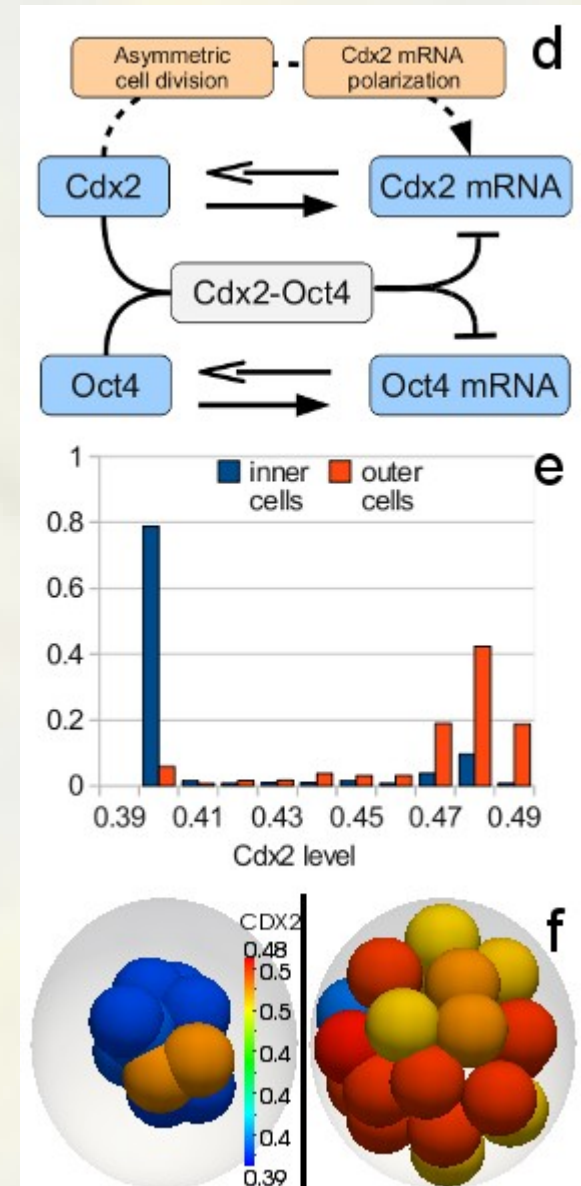 d
Asymmetric
cell division
Cdx2 mRNA
polarization
Cdx2
Cdx2 mRNA
Cdx2-Oct4
Oct4
Oct4 mRNA
e
inner
cells
outer
cells
1
0.8
0.6
0.4
0.2
0
0.39 0.41 0.43 0.45 0.47 0.49
Cdx2 level
f
CDX2
0.48
0.5
0.5
0.4
0.4
0.4
0.39